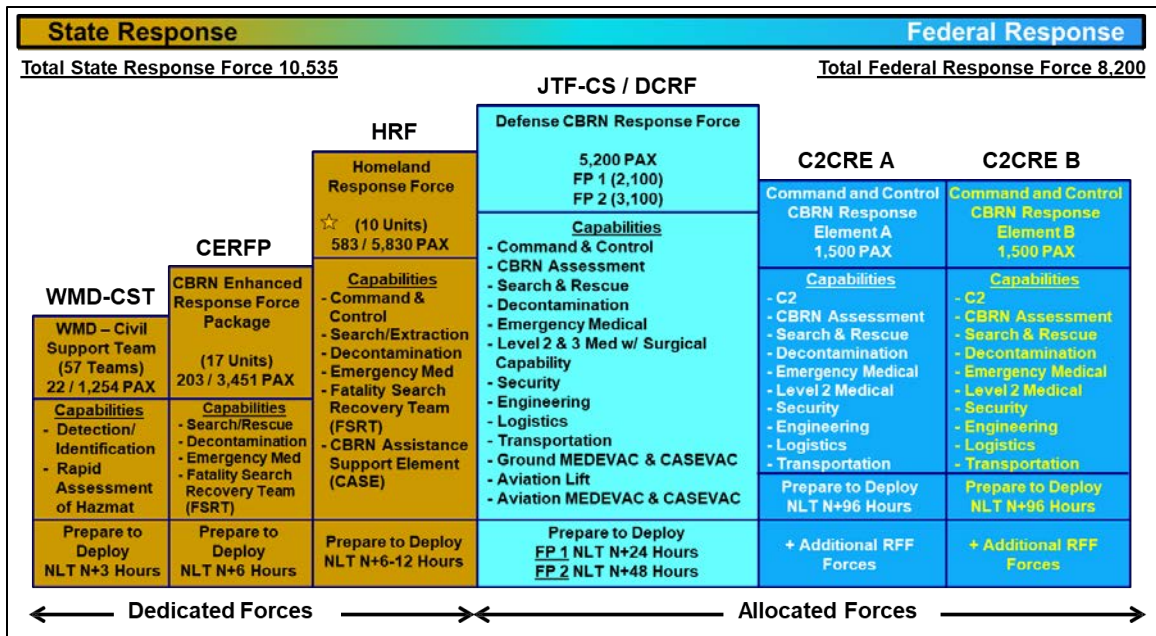 State Response
Federal Response
Total State Response Force 10,535
Total Federal Response Force 8,200
WMD-CST
WMD – Civil
Support Team
(57 Teams)
22 / 1,254 PAX
Capabilities
- Detection/
Identification
- Rapid
Assessment
of Hazmat
Prepare to
Deploy
NLT N+3 Hours
CERFP
CBRN Enhanced
Response Force
Package
(17 Units)
203 / 3,451 PAX
Capabilities
- Search/Rescue
- Decontamination
- Emergency Med
- Fatality Search
Recovery Team
(FSRT)
Prepare to
Deploy
NLT N+6 Hours
HRF
Homeland
Response Force
(10 Units)
583 / 5,830 PAX
Capabilities
- Command &
Control
- Search/Extraction
- Decontamination
- Emergency Med
- Fatality Search
Recovery Team
(FSRT)
- CBRN Assistance
Support Element
(CASE)
Prepare to Deploy
NLT N+6-12 Hours
JTF-CS / DCRF
Defense CBRN Response Force
5,200 PAX
FP 1 (2,100)
FP 2 (3,100)
Capabilities
- Command & Control
- CBRN Assessment
- Search & Rescue
- Decontamination
- Emergency Medical
- Level 2 & 3 Med w/ Surgical
Capability
- Security
- Engineering
- Logistics
- Transportation
- Ground MEDEVAC & CASEVAC
- Aviation Lift
- Aviation MEDEVAC & CASEVAC
Prepare to Deploy
FP 1 NLT N+24 Hours
FP 2 NLT N+48 Hours
C2CRE A
Command and Control
CBRN Response
Element A
1,500 PAX
Capabilities
- C2
- CBRN Assessment
- Search & Rescue
- Decontamination
- Emergency Medical
- Level 2 Medical
- Security
- Engineering
- Logistics
- Transportation
Prepare to Deploy
NLT N+96 Hours
+ Additional RFF
Forces
C2CRE B
Command and Control
CBRN Response
Element B
1,500 PAX
Capabilities
- C2
- CBRN Assessment
- Search & Rescue
- Decontamination
- Emergency Medical
- Level 2 Medical
- Security
- Engineering
- Logistics
- Transportation
Prepare to Deploy
NLT N+96 Hours
+ Additional RFF
Forces
Dedicated Forces
Allocated Forces